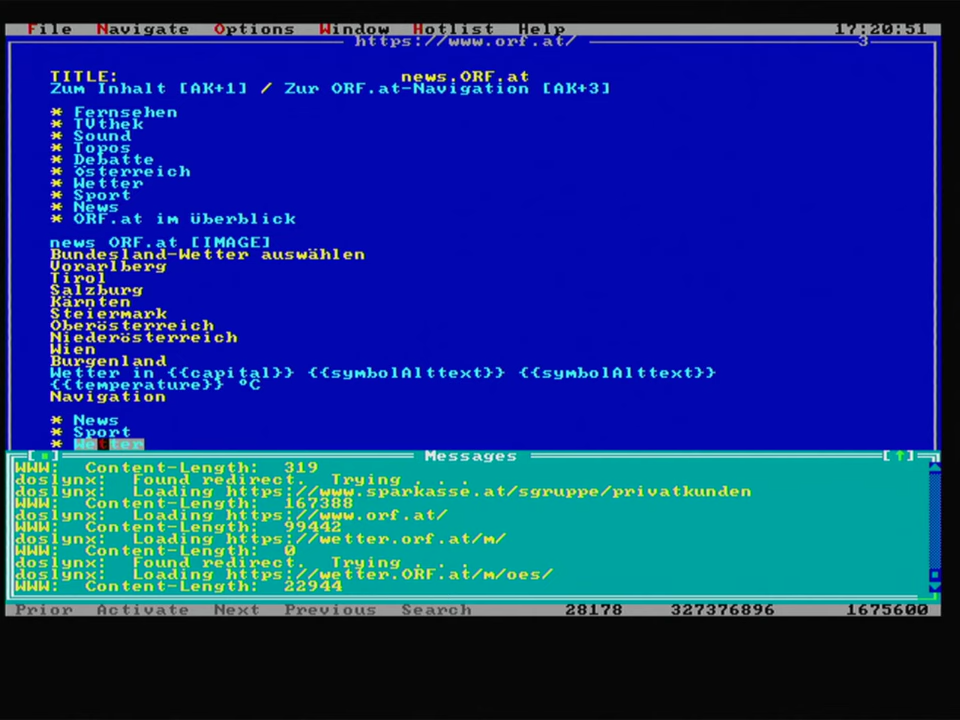 File Navigate Options Window Hotlist Help 17:20:51
https://www.orf.at/ 3
TITLE: news.ORF.at
Zum Inhalt [AK+1] / Zur ORF.at-Navigation [AK+3]
* Fernsehen
* TVthek
* Sound
* Topos
* Debatte
* Österreich
* Wetter
* Sport
* News
* ORF.at im Überblick
news ORF.at [IMAGE]
Bundesland-Wetter auswählen
Vorarlberg
Tirol
Salzburg
Kärnten
Steiermark
Oberösterreich
Niederösterreich
Wien
Burgenland
Wetter in {{capital}} {{symbolAlttext}} {{symbolAlttext}}
{{temperature}} °C
Navigation
* News
* Sport
* Wetter
[■] Messages [↑]
WWW: Content-Length: 319
doslynx: Found redirect. Trying . . .
doslynx: Loading https://www.sparkasse.at/sgruppe/privatkunden
WWW: Content-Length: 167388
doslynx: Loading https://www.orf.at/
WWW: Content-Length: 99442
doslynx: Loading https://wetter.orf.at/m/
WWW: Content-Length: 0
doslynx: Found redirect. Trying . . .
doslynx: Loading https://wetter.ORF.at/m/oes/
WWW: Content-Length: 22944
Prior Activate Next Previous Search 28178 327376896 1675600